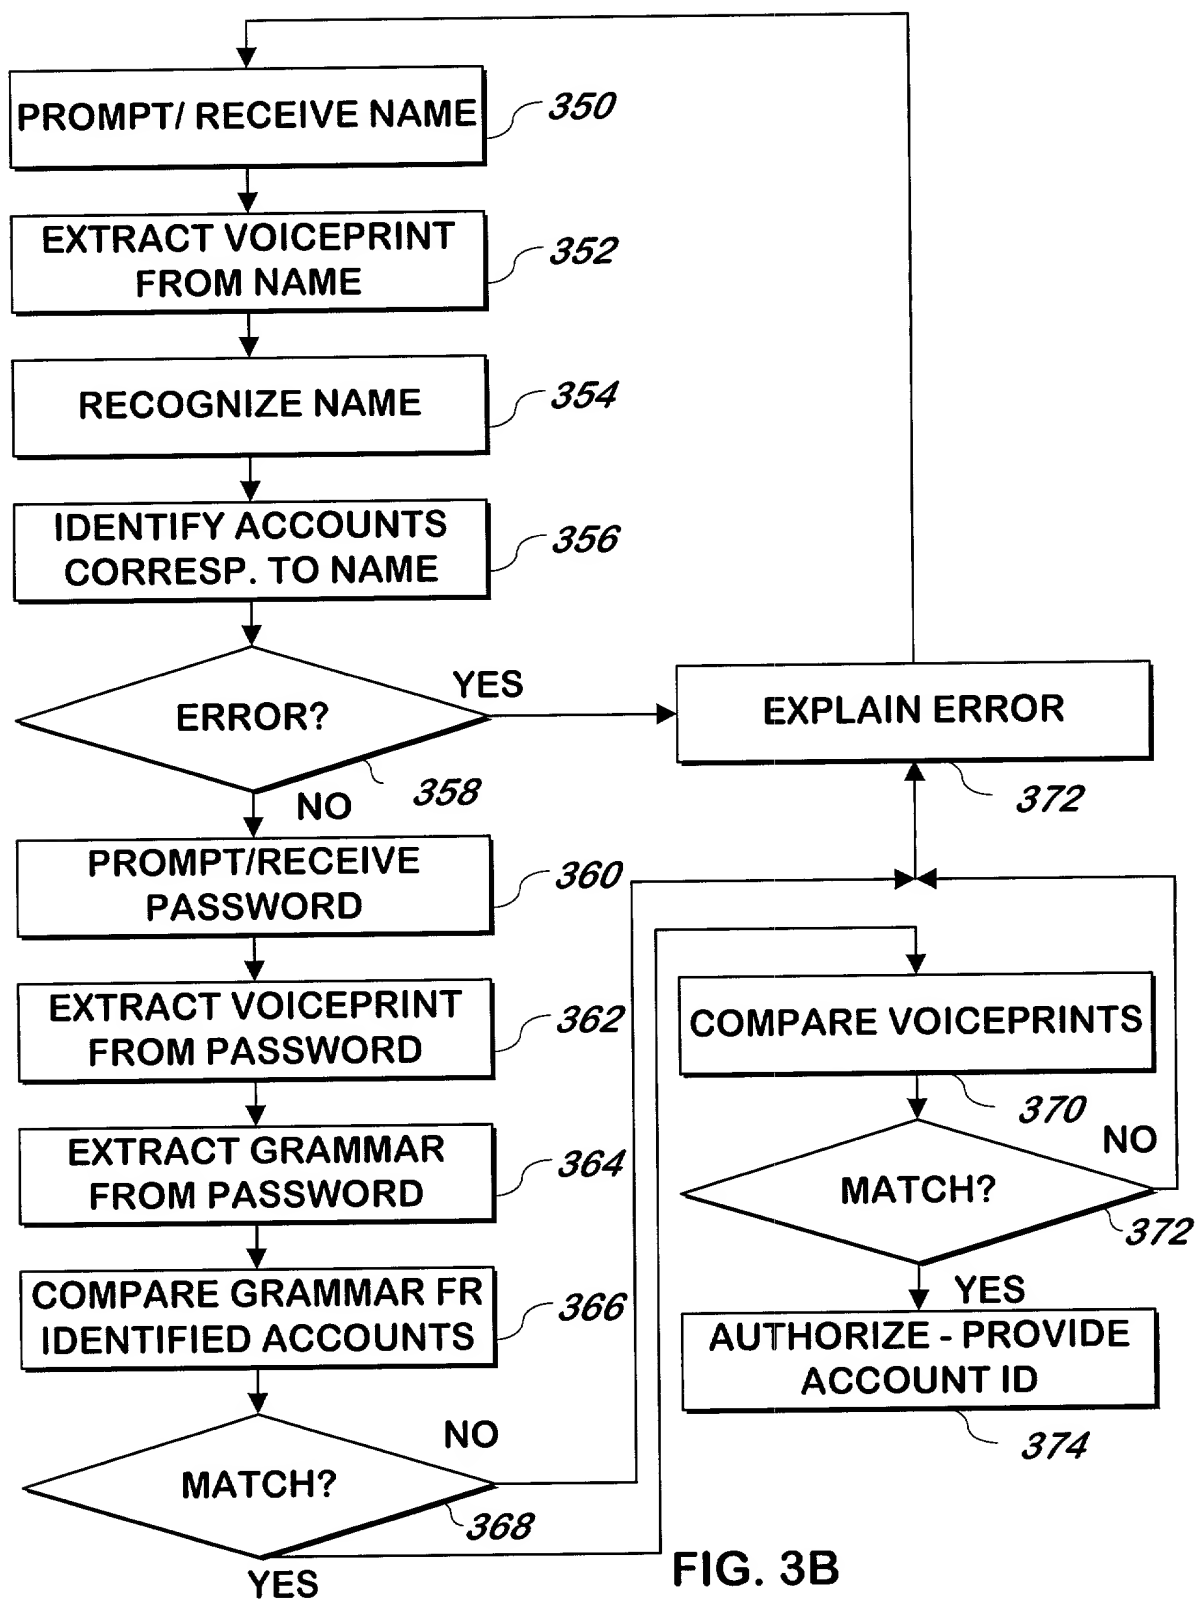 PROMPT/ RECEIVE NAME
350
EXTRACT VOICEPRINT
FROM NAME
352
RECOGNIZE NAME
354
IDENTIFY ACCOUNTS
CORRESP. TO NAME
356
ERROR?
YES
358
NO
EXPLAIN ERROR
372
PROMPT/RECEIVE
PASSWORD
360
EXTRACT VOICEPRINT
FROM PASSWORD
362
EXTRACT GRAMMAR
FROM PASSWORD
364
COMPARE GRAMMAR FR
IDENTIFIED ACCOUNTS
366
MATCH?
NO
368
YES
COMPARE VOICEPRINTS
370
MATCH?
NO
372
YES
AUTHORIZE - PROVIDE
ACCOUNT ID
374
FIG. 3B